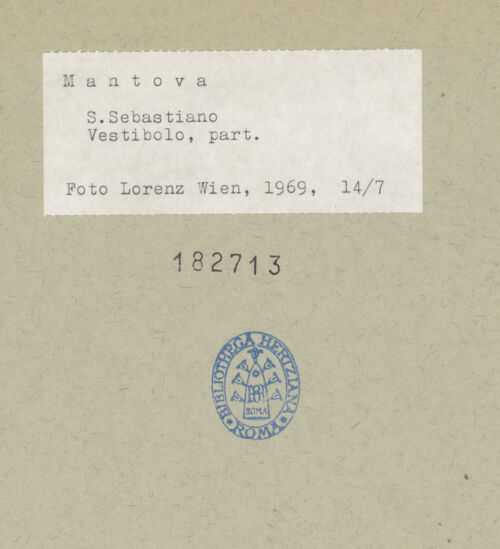 M a n t o v a
S.Sebastiano
Vestibolo, part.
Foto Lorenz Wien, 1969, 14/7
182713
BIBLIOTHECA HERTZIANA
ROMA
ROMA